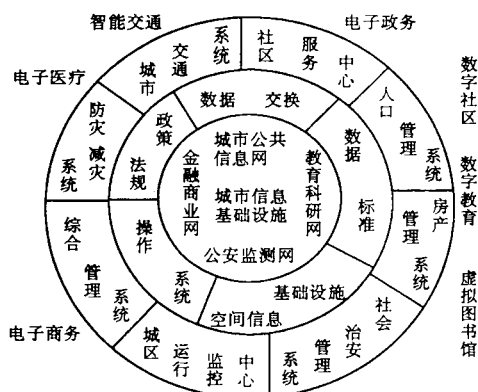 智能交通
电子政务
电子医疗
数字社区
数字教育
虚拟图书馆
电子商务
城市交通系统
社区服务中心
人口管理系统
房产管理系统
社会治安管理系统
城区运行监控中心
综合管理系统
防灾减灾系统
政策法规
数据交换
数据标准
基础设施
空间信息
操作系统
城市公共
信息网
金融商业网
教育科研网
城市信息
基础设施
公安监测网